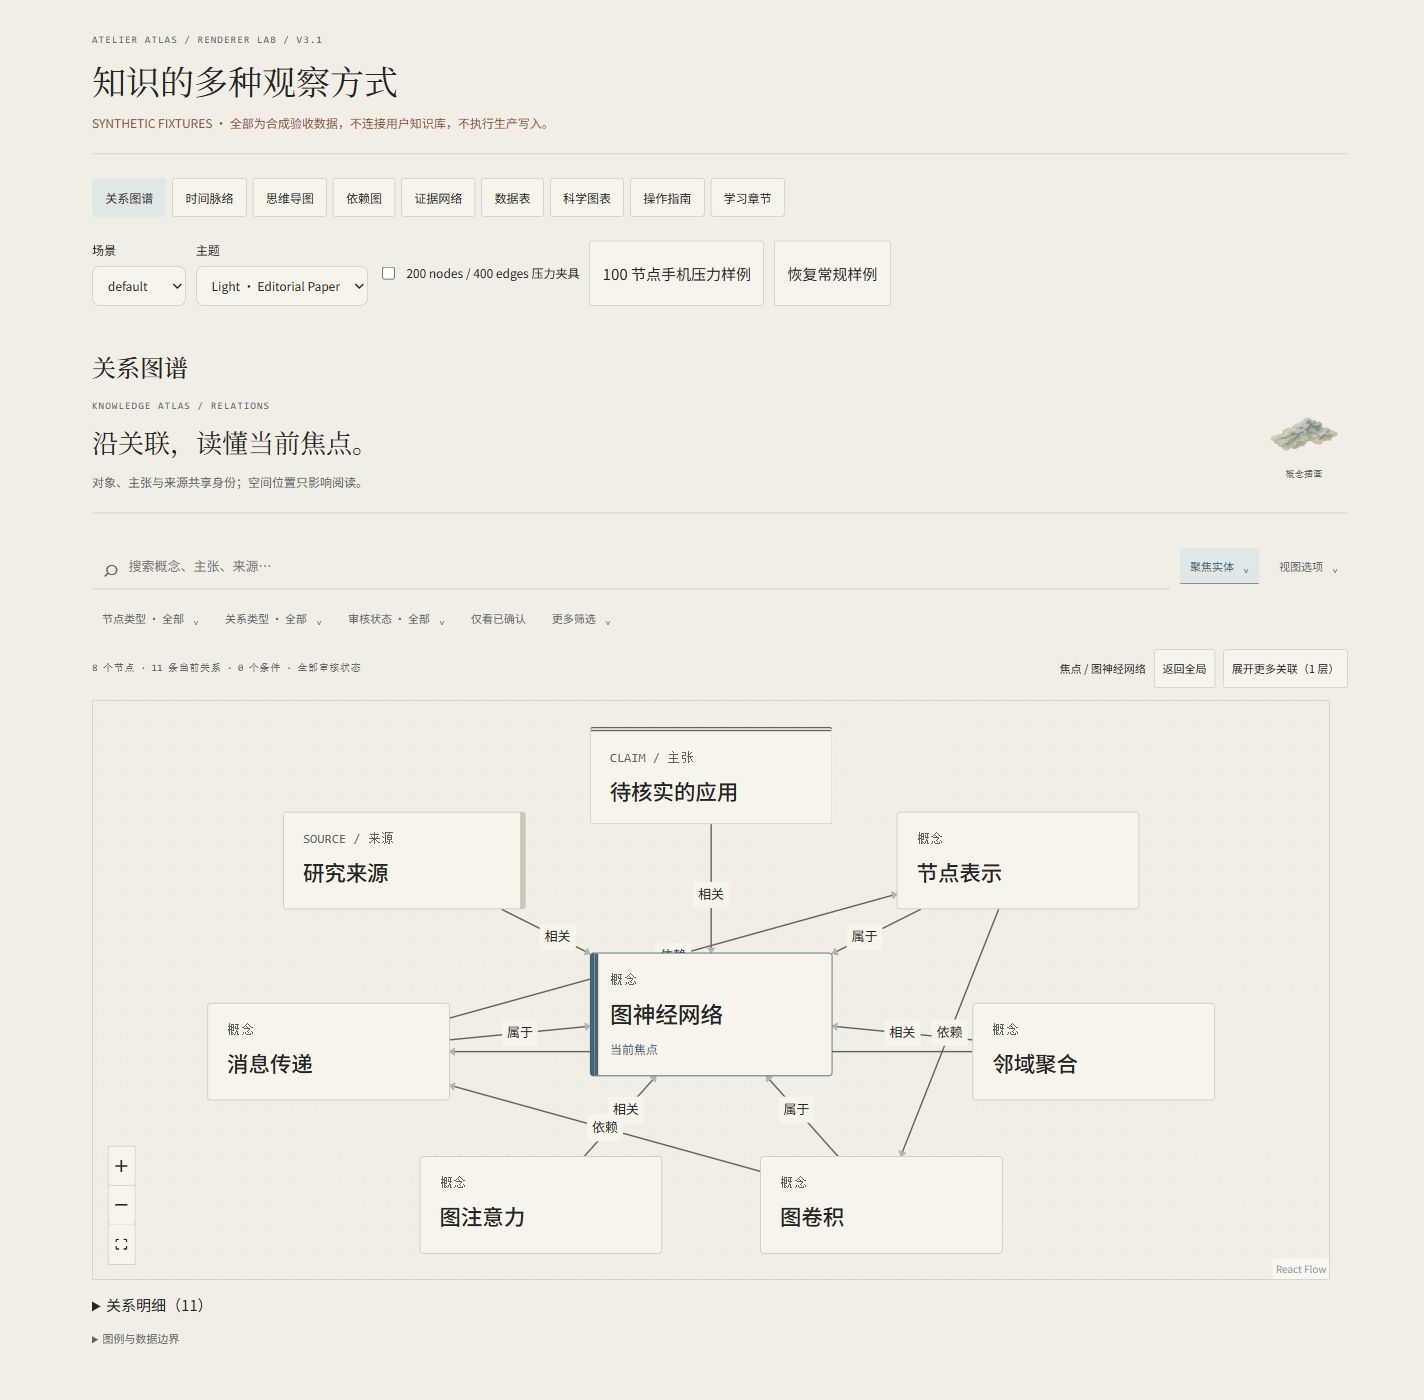 ATELIER ATLAS / RENDERER LAB / V3.1
知识的多种观察方式
SYNTHETIC FIXTURES · 全部为合成验收数据，不连接用户知识库，不执行生产写入。
关系图谱 时间脉络 思维导图 依赖图 证据网络 数据表 科学图表 操作指南 学习章节
场景 主题
default Light · Editorial Paper 200 nodes / 400 edges 压力夹具 100 节点手机压力样例 恢复常规样例
关系图谱
KNOWLEDGE ATLAS / RELATIONS
沿关联，读懂当前焦点。
对象、主张与来源共享身份；空间位置只影响阅读。
概念插画
搜索概念、主张、来源…
聚焦实体 视图选项
节点类型 · 全部 关系类型 · 全部 审核状态 · 全部 仅看已确认 更多筛选
8 个节点 · 11 条当前关系 · 0 个条件 · 全部审核状态
焦点 / 图神经网络 返回全局 展开更多关联（1 层）
CLAIM / 主张
待核实的应用
SOURCE / 来源
研究来源
概念
节点表示
相关
相关
属于
依赖
概念
图神经网络
当前焦点
概念
消息传递
属于
相关
依赖
概念
邻域聚合
相关
依赖
属于
概念
图注意力
概念
图卷积
React Flow
关系明细（11）
图例与数据边界